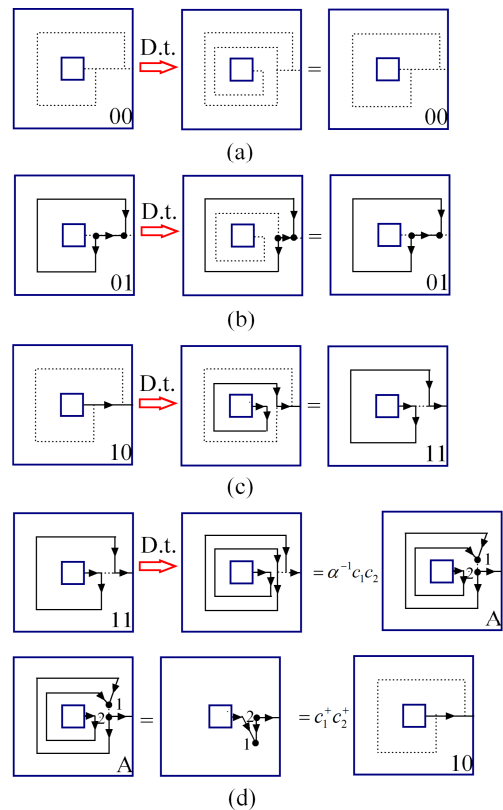 D.t.
= 
00 00
(a)
D.t.
=
01 01
(b)
D.t.
=
10 11
(c)
D.t.
= α⁻¹c₁c₂
1
2
11 A
1
2
=
2
1
= c₁⁺c₂⁺
A 10
(d)